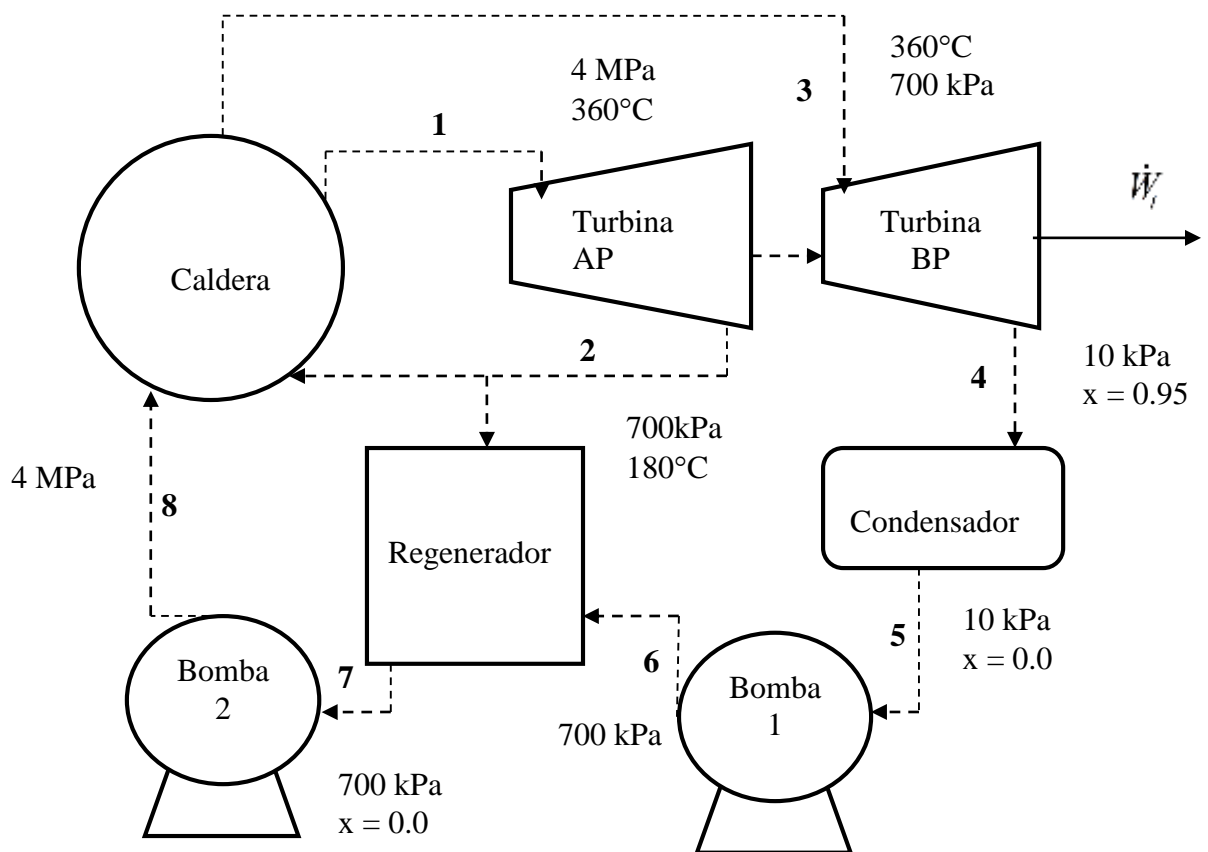 4 MPa
360°C
360°C
700 kPa
1
3
Ẇt
Turbina
AP
Turbina
BP
Caldera
2
4
10 kPa
x = 0.95
700kPa
180°C
4 MPa
8
Regenerador
Condensador
5
10 kPa
x = 0.0
6
7
Bomba
2
Bomba
1
700 kPa
700 kPa
x = 0.0